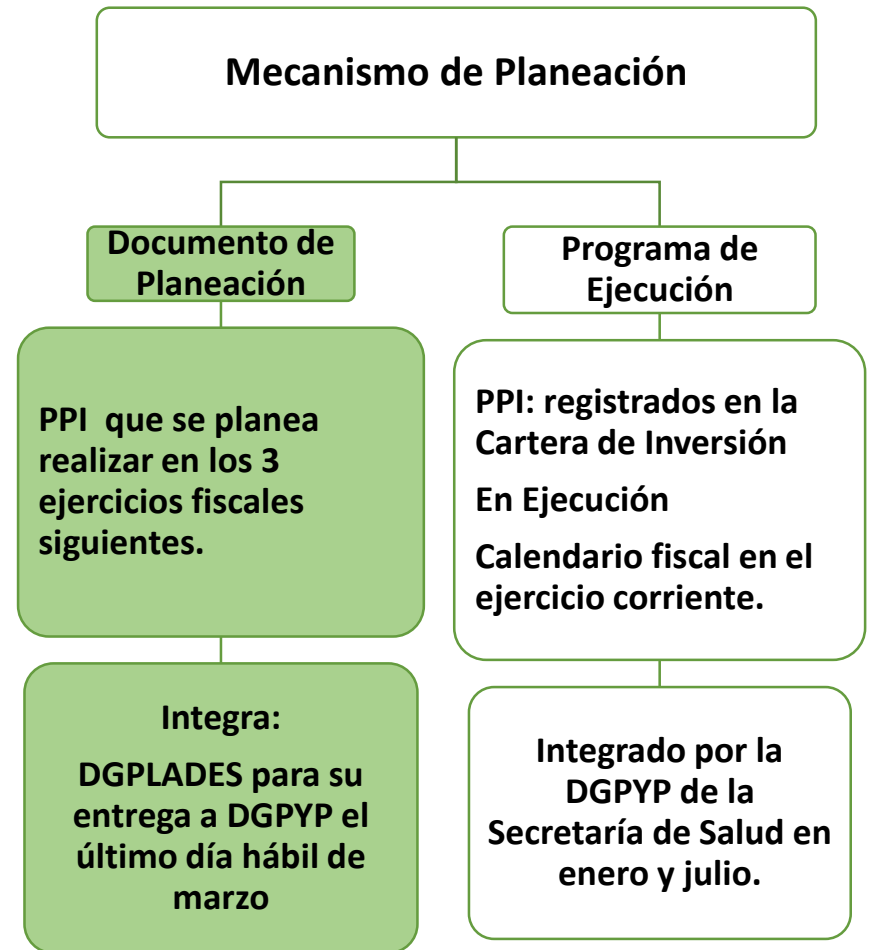 Mecanismo de Planeación
Documento de
Planeación
PPI que se planea
realizar en los 3
ejercicios fiscales
siguientes.
Integra:
DGPLADES para su
entrega a DGPYP el
último día hábil de
marzo
Programa de
Ejecución
PPI: registrados en la
Cartera de Inversión
En Ejecución
Calendario fiscal en el
ejercicio corriente.
Integrado por la
DGPYP de la
Secretaría de Salud en
enero y julio.